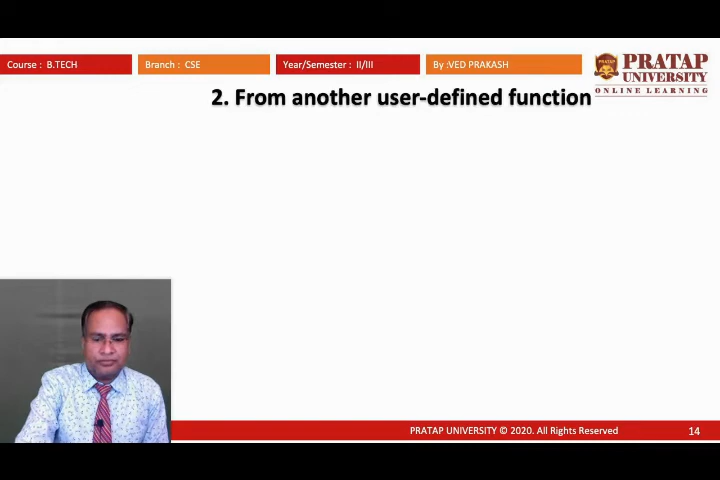 Course : B.TECH
Branch : CSE
Year/Semester : II/III
By :VED PRAKASH
PRATAP
PRATAP
UNIVERSITY
ONLINE LEARNING
2. From another user-defined function
PRATAP UNIVERSITY © 2020. All Rights Reserved
14